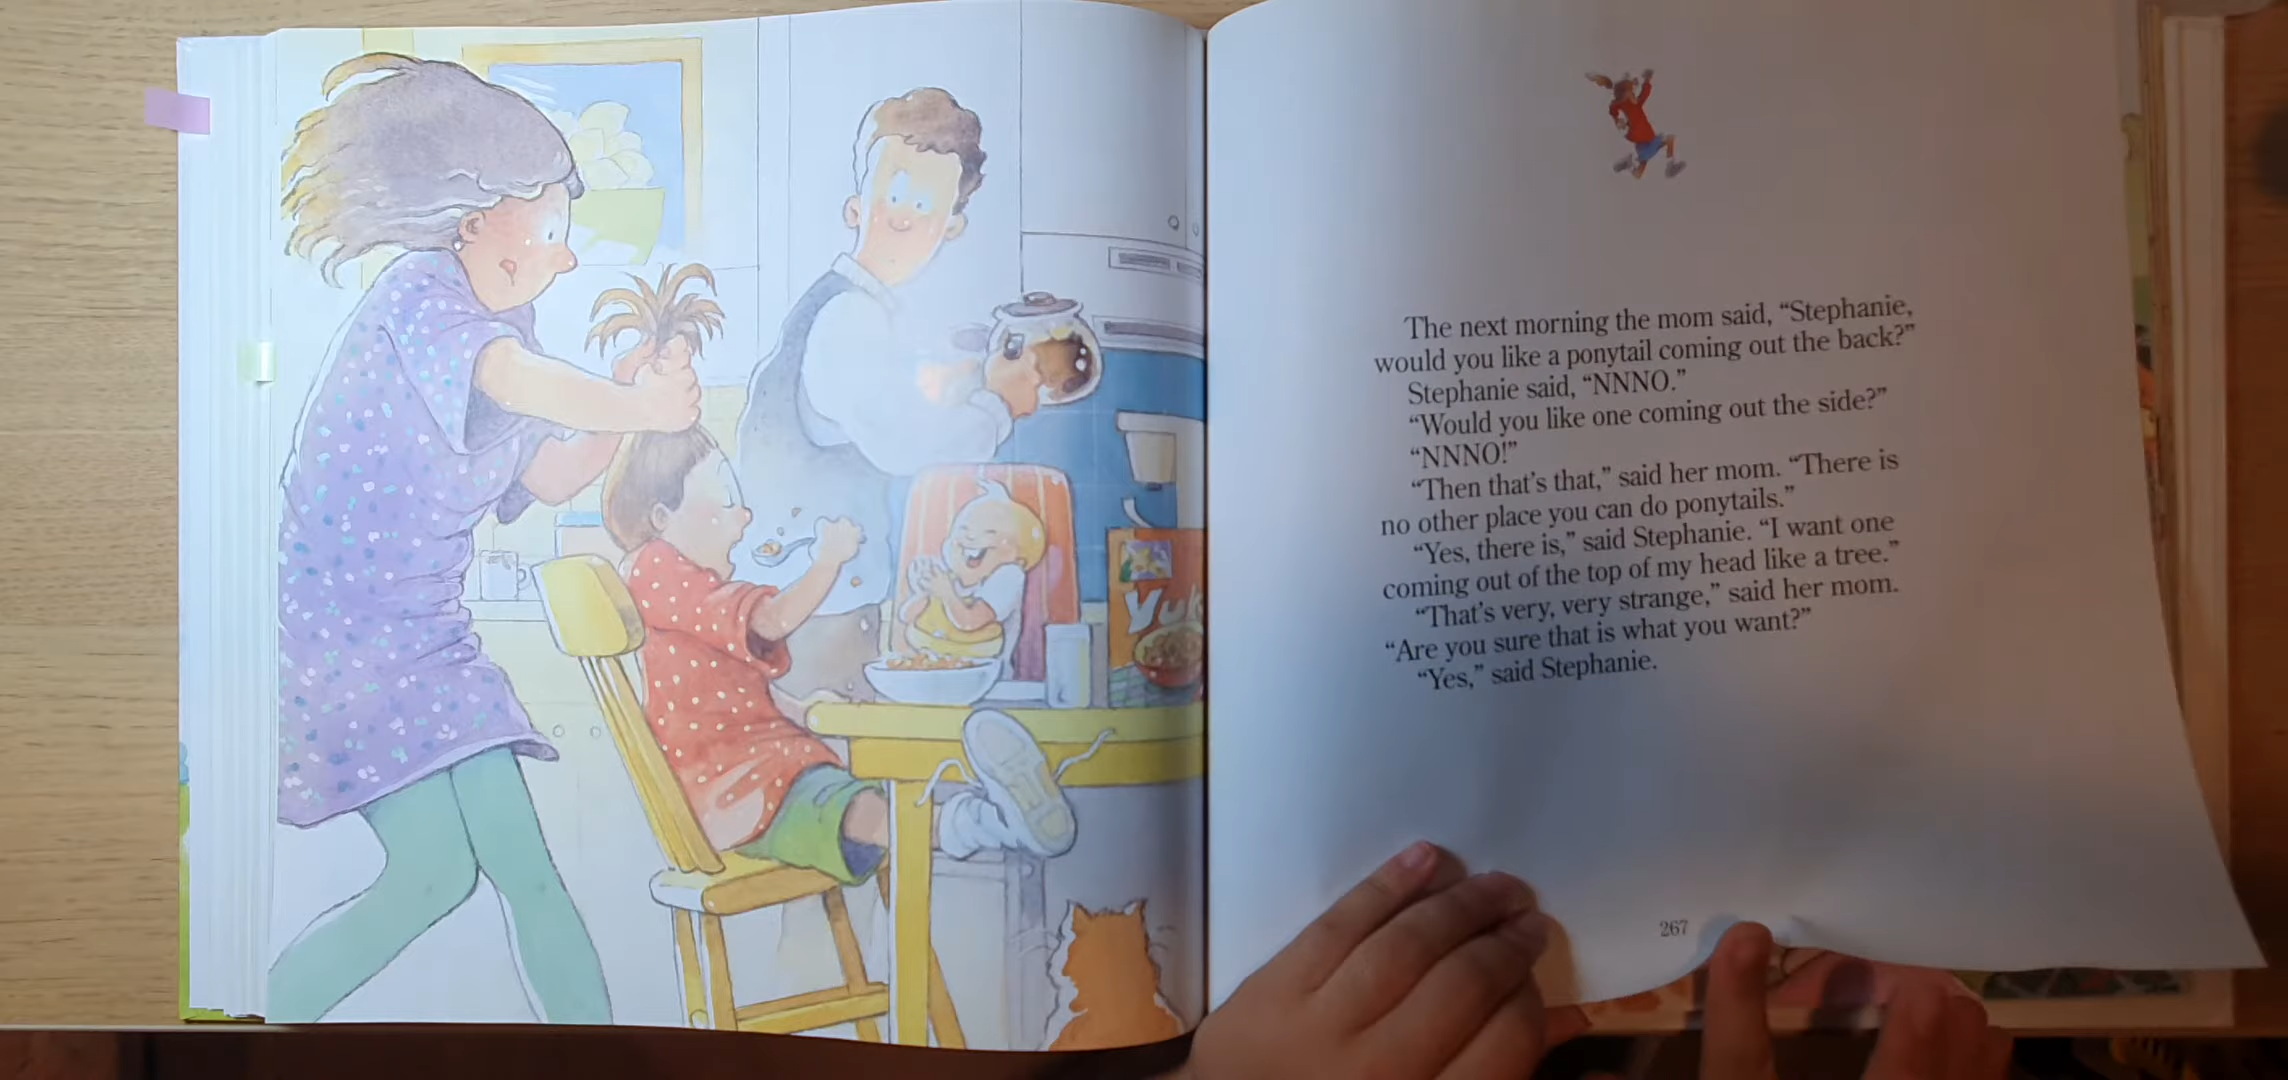 Yuk
The next morning the mom said, “Stephanie,
would you like a ponytail coming out the back?”
Stephanie said, “NNNO.”
“Would you like one coming out the side?”
“NNNO!”
“Then that’s that,” said her mom. “There is
no other place you can do ponytails.”
“Yes, there is,” said Stephanie. “I want one
coming out of the top of my head like a tree.”
“That’s very, very strange,” said her mom.
“Are you sure that is what you want?”
“Yes,” said Stephanie.
267